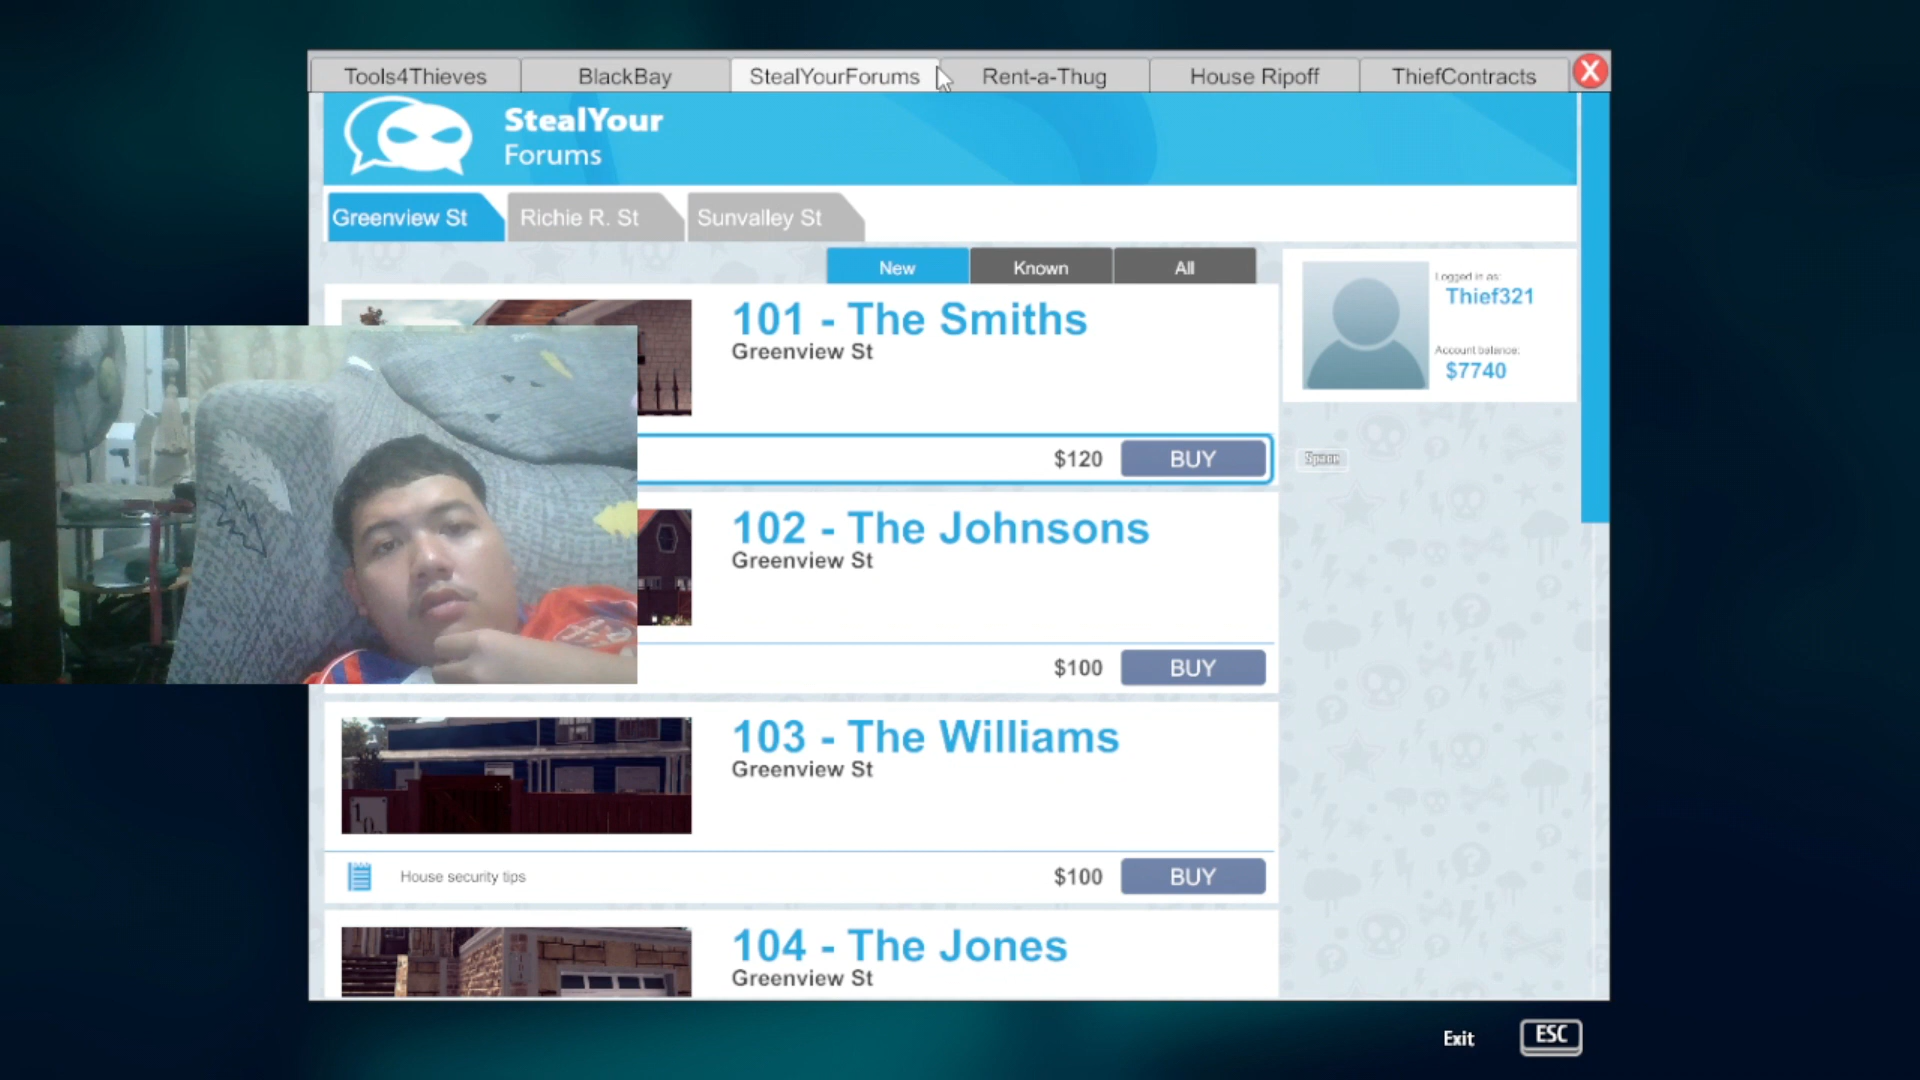 Tools4Thieves
BlackBay
StealYourForums
Rent-a-Thug
House Ripoff
ThiefContracts
X
StealYour
Forums
Greenview St
Richie R. St
Sunvalley St
New
Known
All
Logged in as:
Thief321
Account balance:
$7740
101 - The Smiths
Greenview St
$120
BUY
Space
102 - The Johnsons
Greenview St
$100
BUY
103 - The Williams
Greenview St
House security tips
$100
BUY
104 - The Jones
Greenview St
Exit
ESC